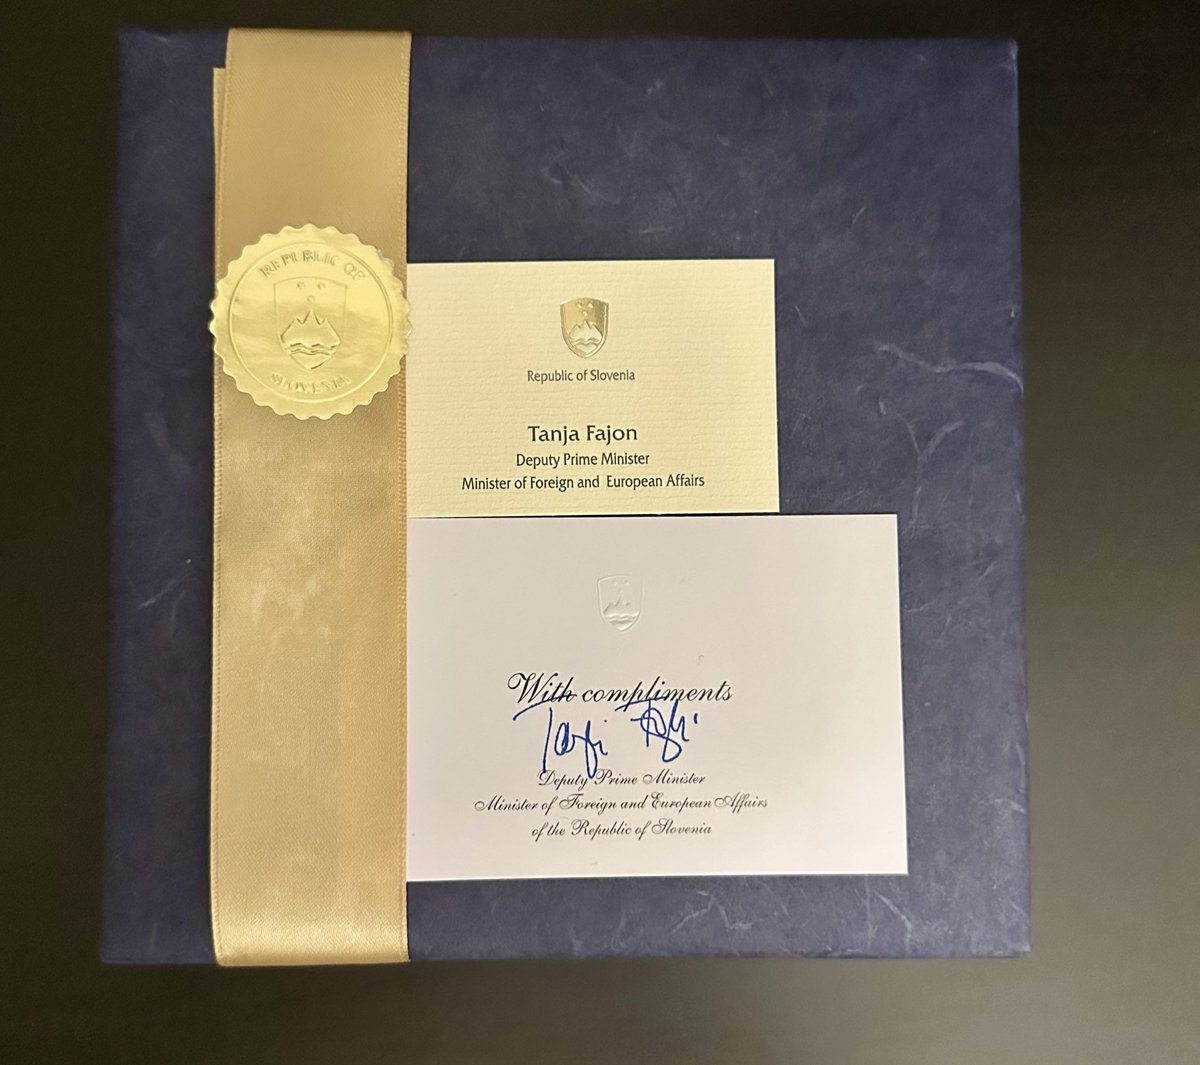 REPUBLIC OF
SLOVENIA
Republic of Slovenia
Tanja Fajon
Deputy Prime Minister
Minister of Foreign and European Affairs
With compliments
Deputy Prime Minister
Minister of Foreign and European Affairs
of the Republic of Slovenia